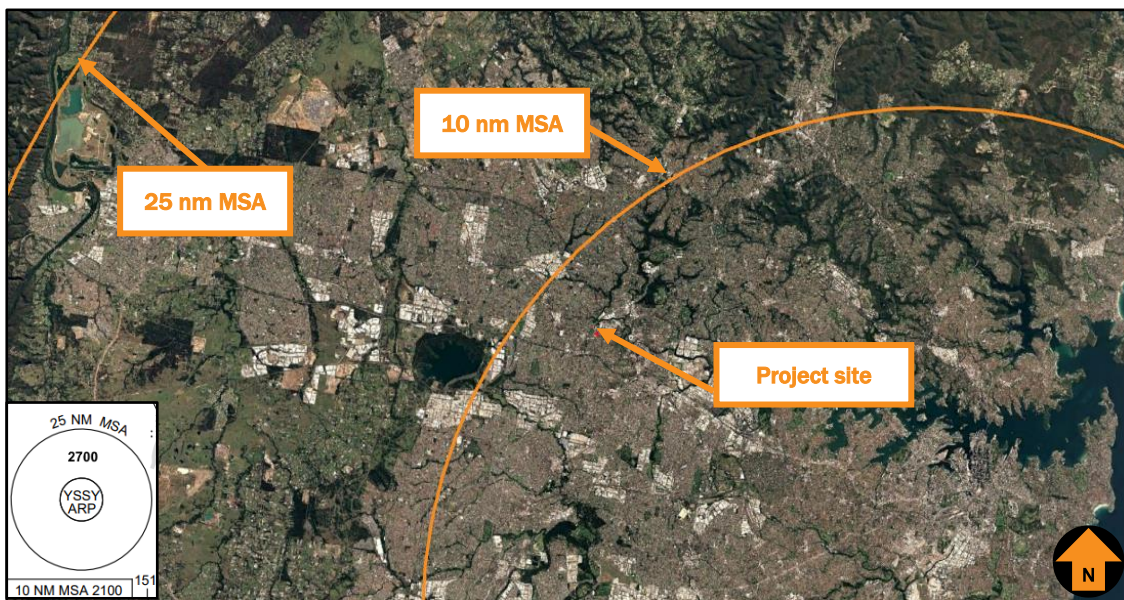 10 nm MSA
25 nm MSA
Project site
25 NM MSA
:
2700
YSSY
ARP
10 NM MSA 2100
151
N